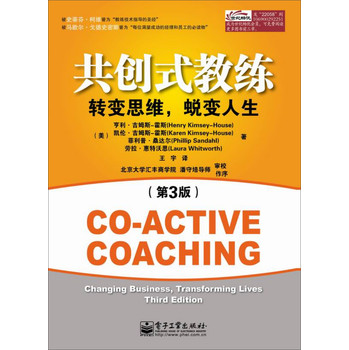 共创式教练
转变思维，蜕变人生
亨利·吉姆斯-霍斯(Henry Kimsey-House)
（美）
凯伦·吉姆斯-霍斯(Karen Kimsey-House)
菲利普·桑达尔(Phillip Sandahl)
著
劳拉·惠特沃思(Laura Whitworth)
王宇 译
北京大学汇丰商学院 潘守培导师 审校 作序
（第3版）
CO-ACTIVE
COACHING
Changing Business, Transforming Lives
Third Edition
电子工业出版社